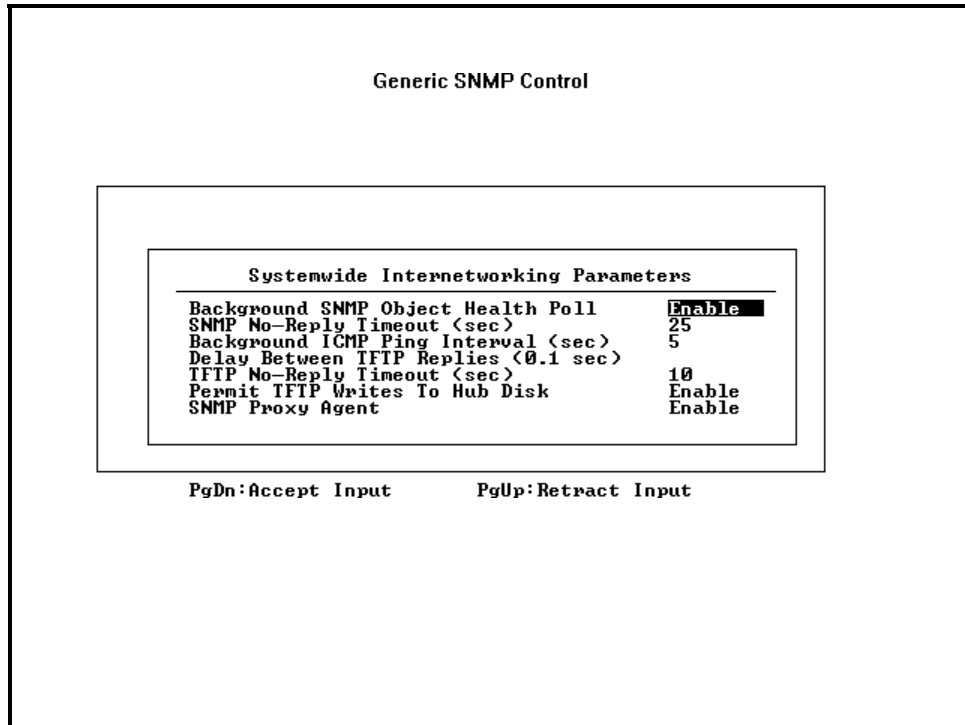 Generic SNMP Control
Systemwide Internetworking Parameters
Background SNMP Object Health Poll Enable
SNMP No-Reply Timeout (sec) 25
Background ICMP Ping Interval (sec) 5
Delay Between TFTP Replies (0.1 sec)
TFTP No-Reply Timeout (sec) 10
Permit TFTP Writes To Hub Disk Enable
SNMP Proxy Agent Enable
PgDn:Accept Input PgUp:Retract Input